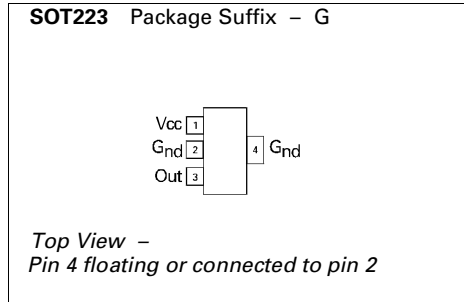 SOT223 Package Suffix – G
Vcc 1
Gnd 2
4 Gnd
Out 3
Top View –
Pin 4 floating or connected to pin 2